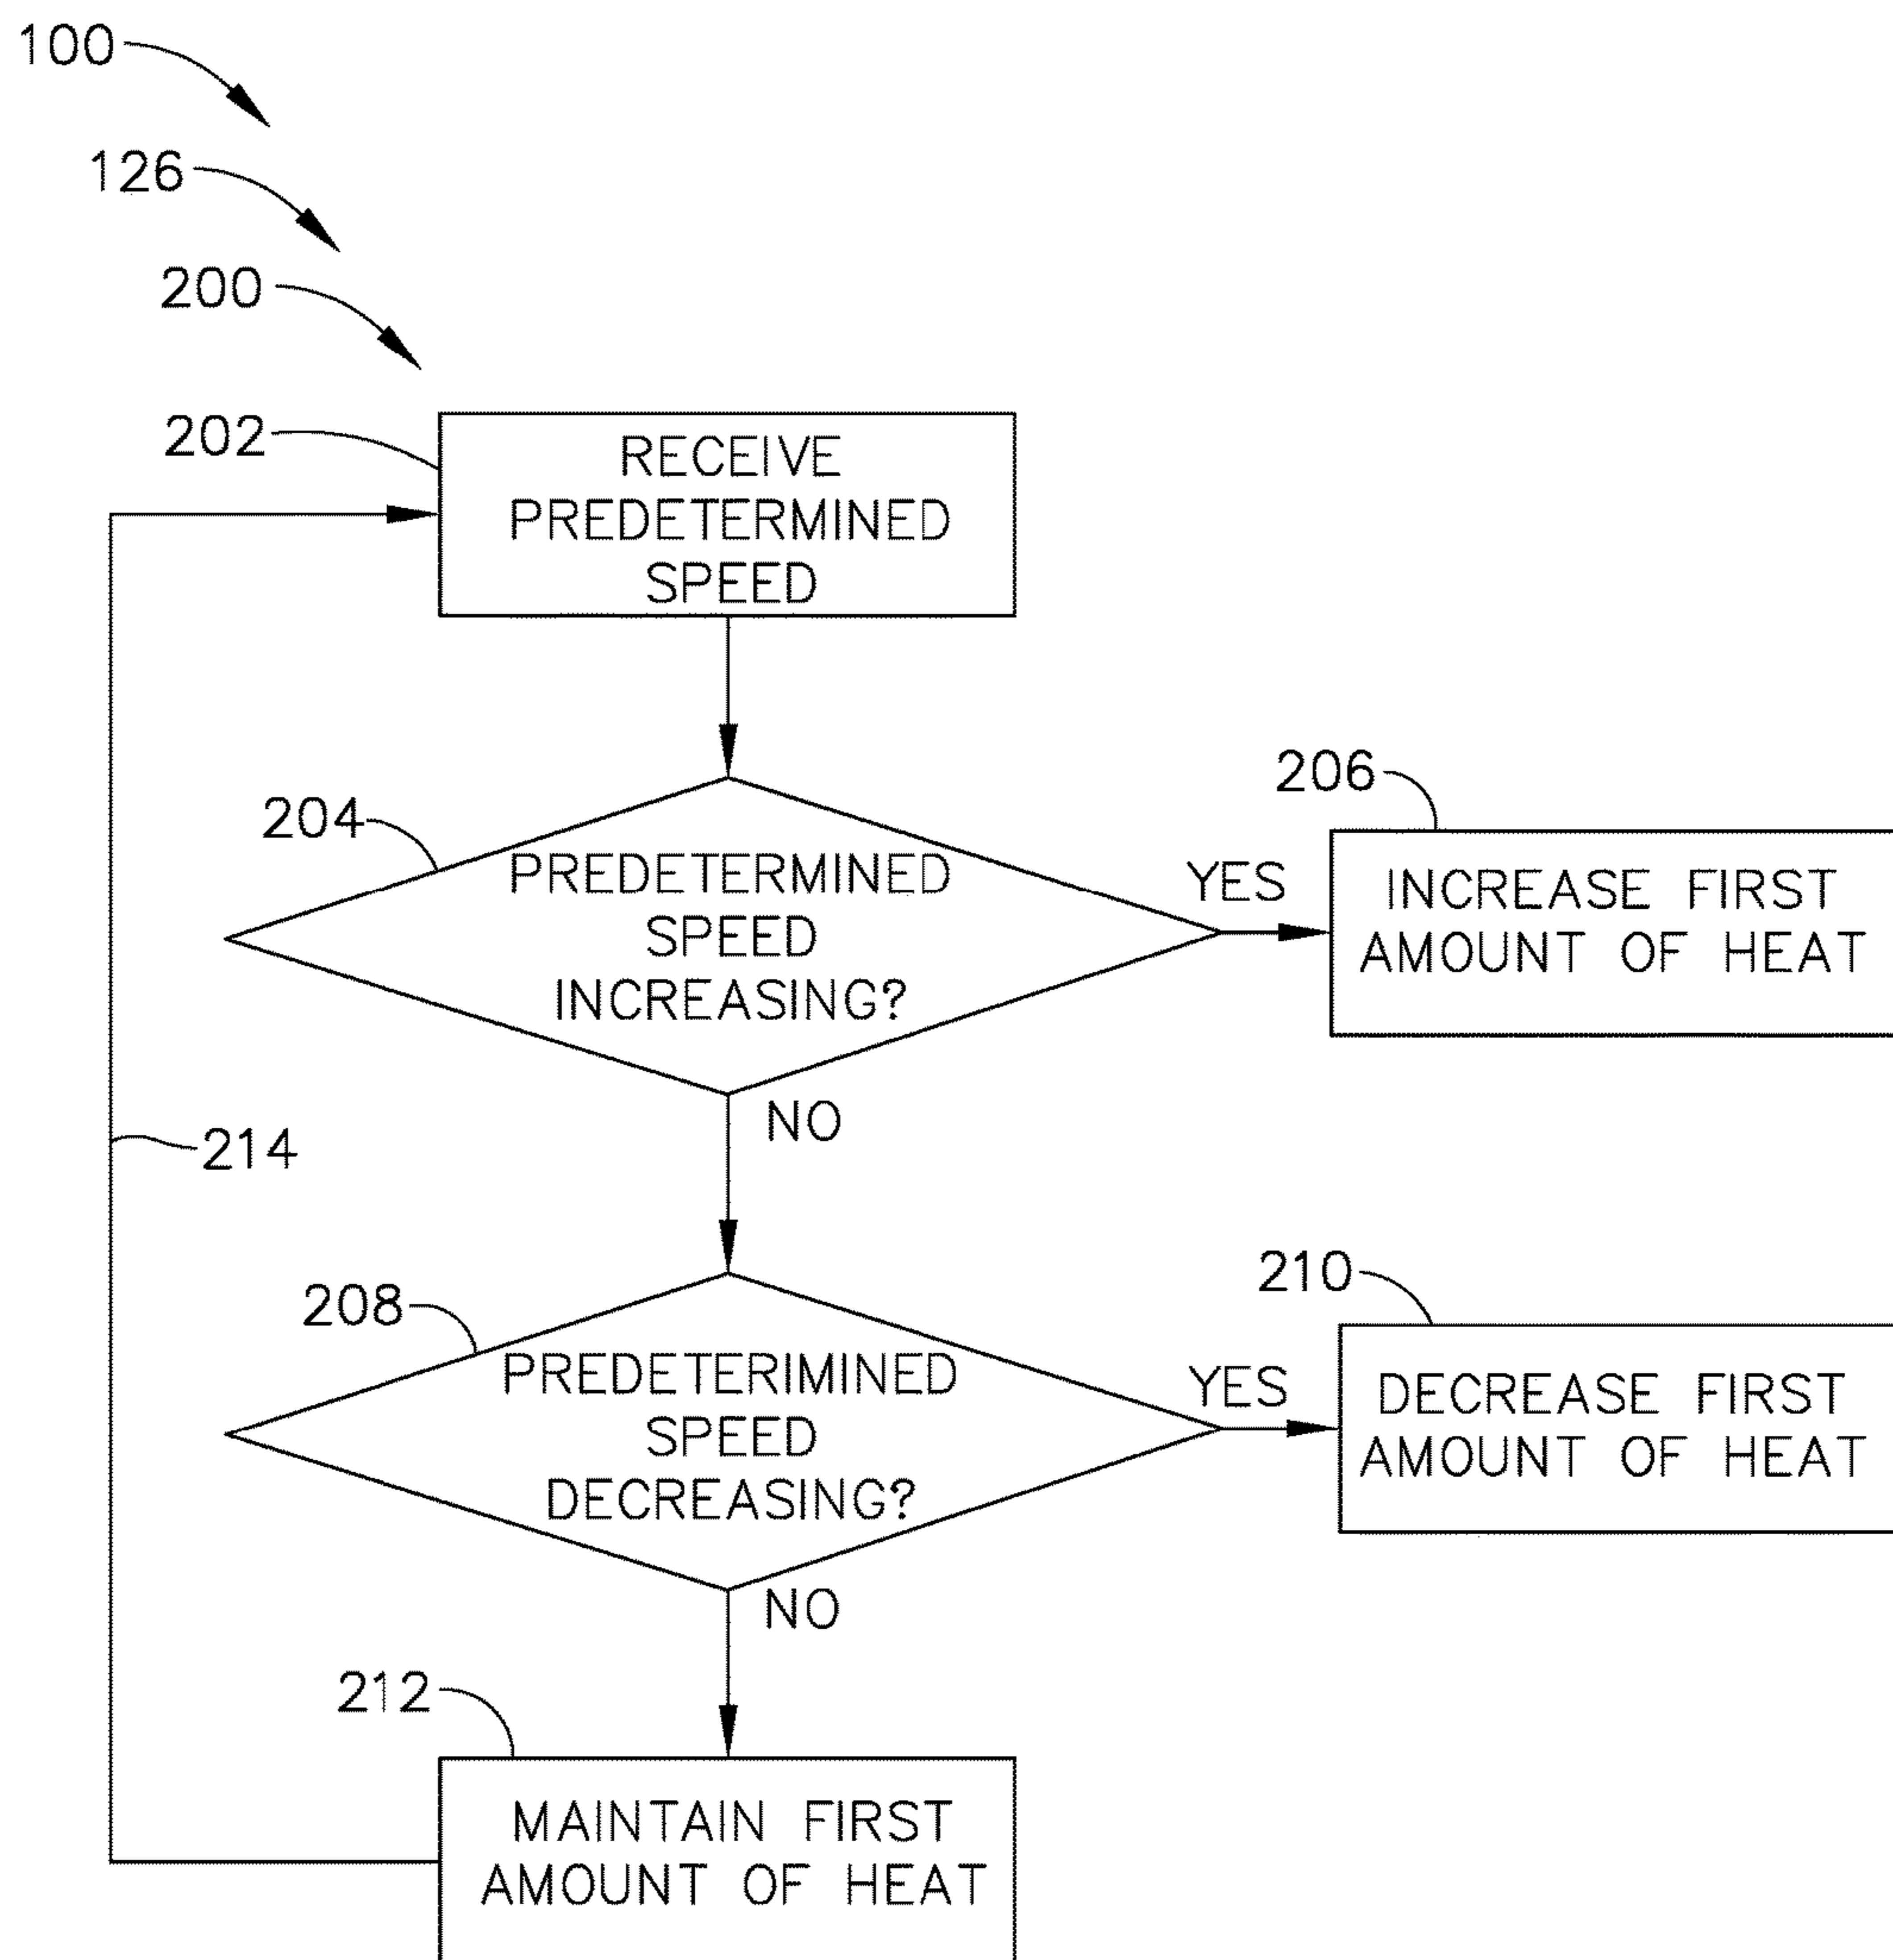 100
126
200
202
RECEIVE
PREDETERMINED
SPEED
204
PREDETERMINED
SPEED
INCREASING?
YES
206
INCREASE FIRST
AMOUNT OF HEAT
NO
214
208
PREDETERIMINED
SPEED
DECREASING?
YES
210
DECREASE FIRST
AMOUNT OF HEAT
NO
212
MAINTAIN FIRST
AMOUNT OF HEAT